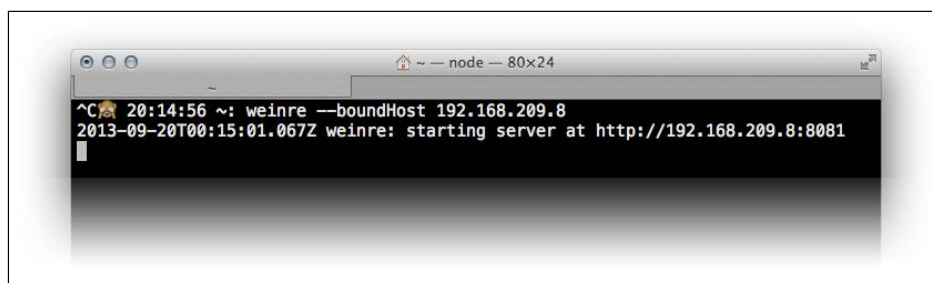 ~ — node — 80×24
~
^C🙈 20:14:56 ~: weinre --boundHost 192.168.209.8
2013-09-20T00:15:01.067Z weinre: starting server at http://192.168.209.8:8081